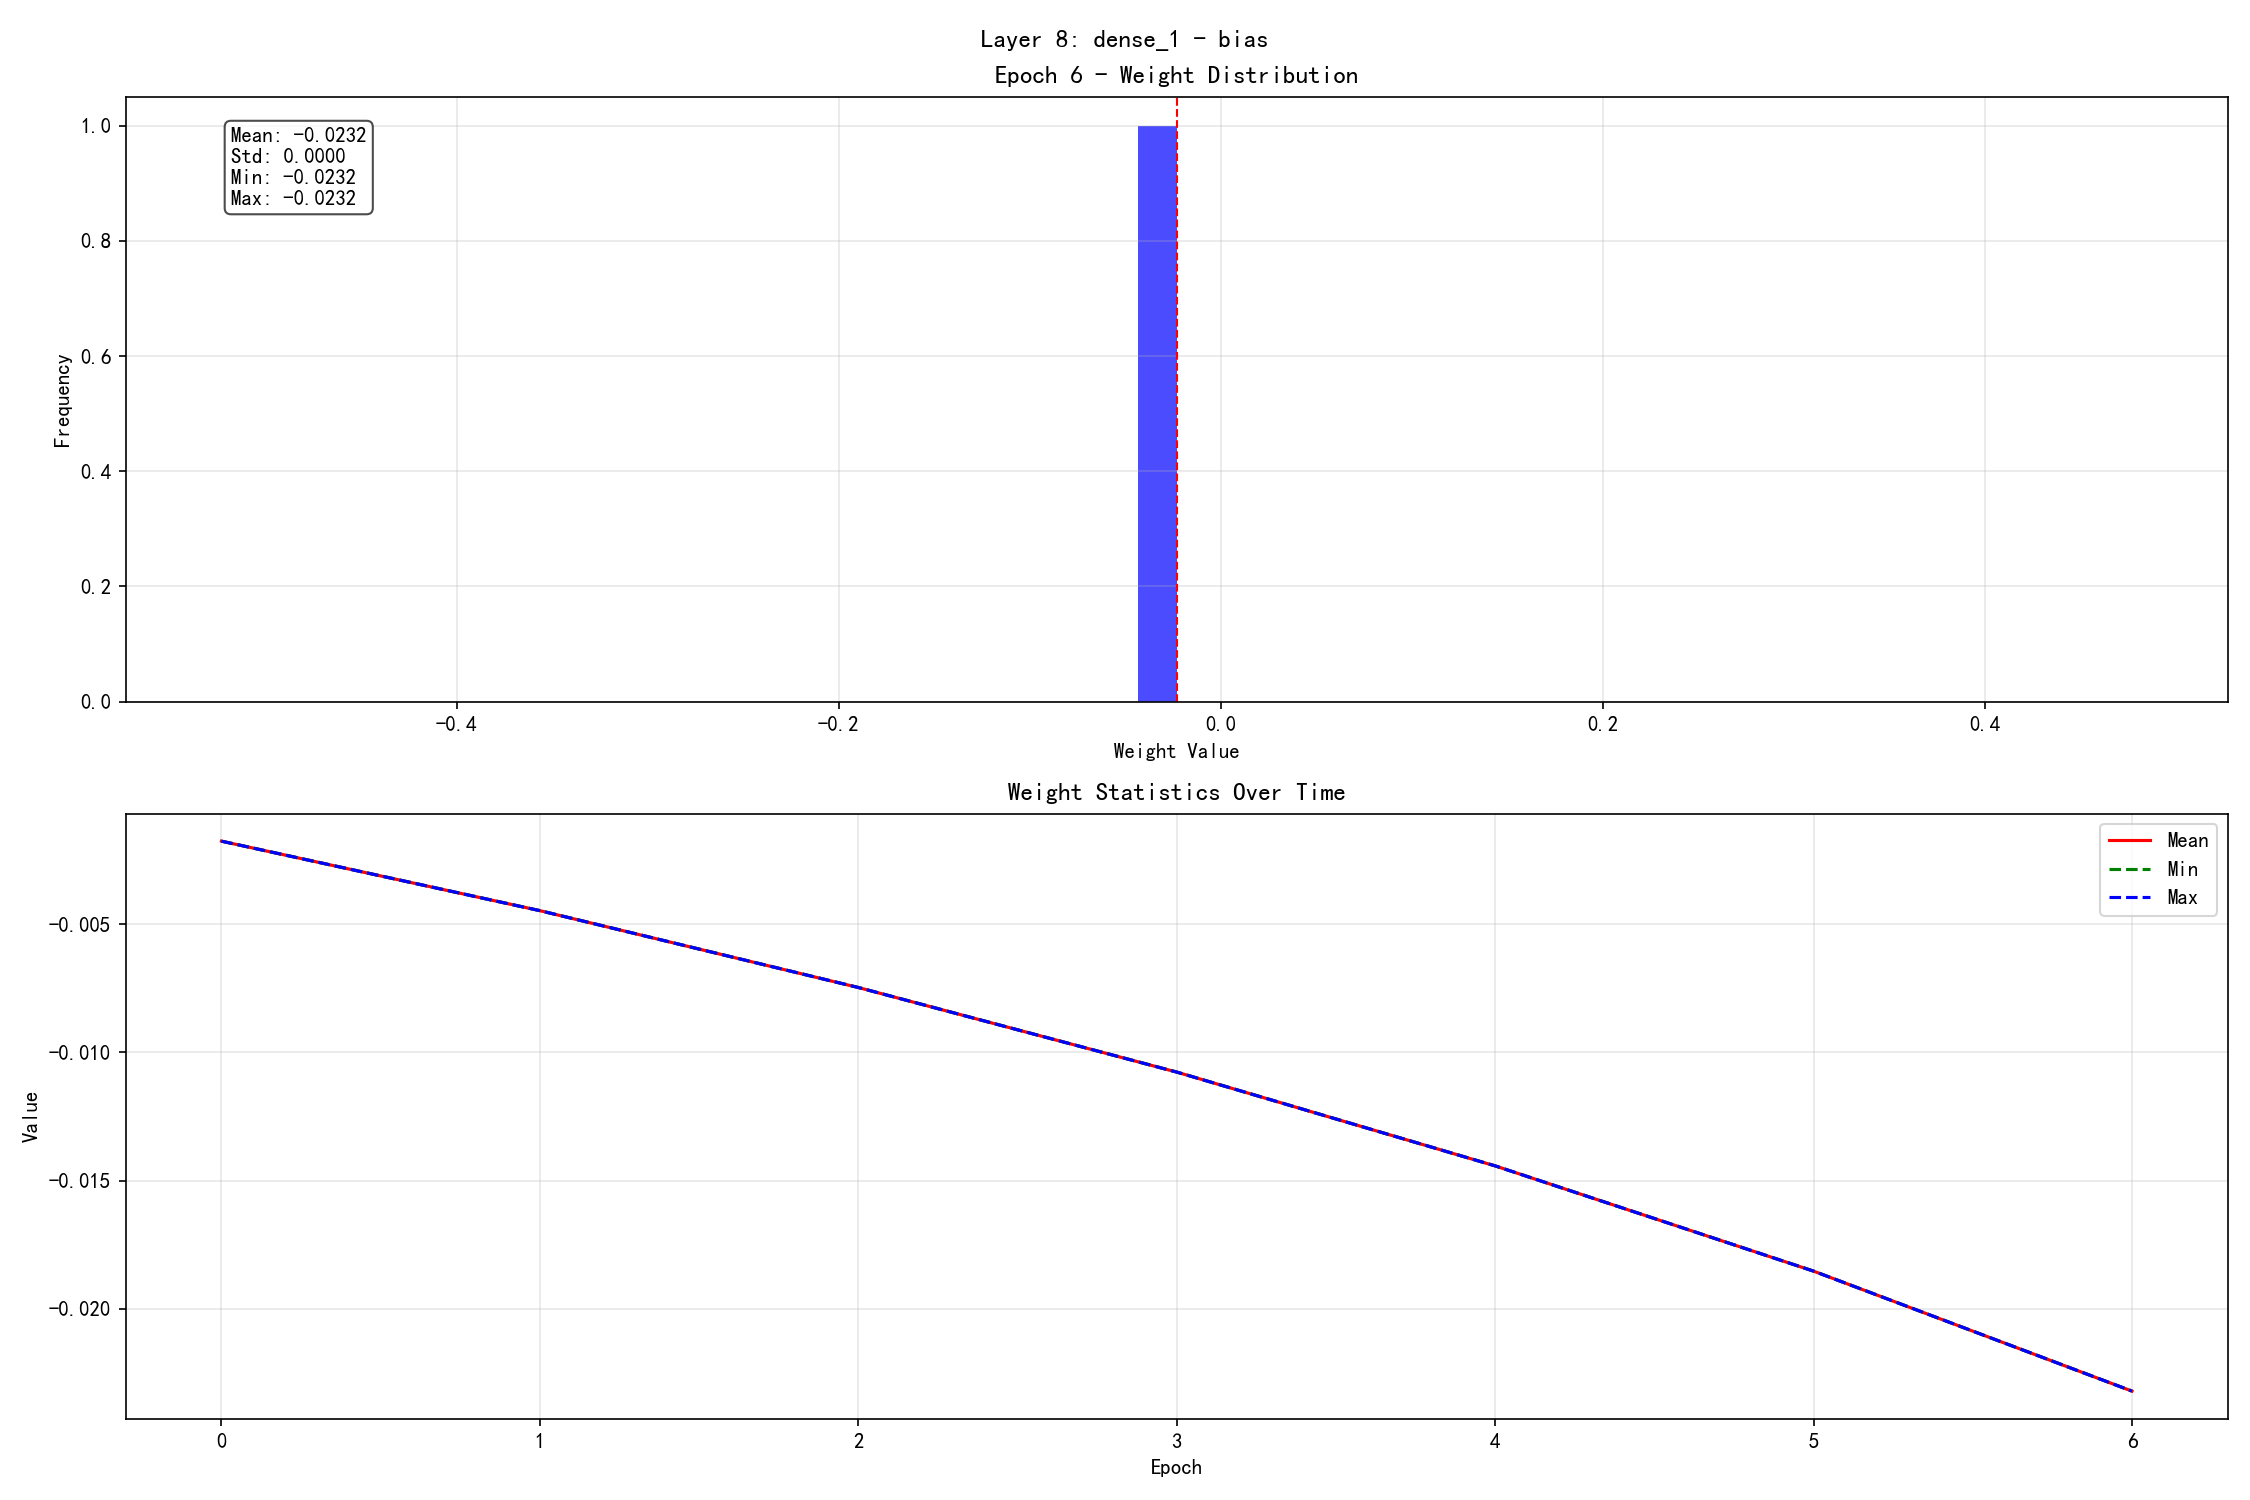 Layer 8: dense_1 - bias
Epoch 6 - Weight Distribution
Mean: -0.0232
Std: 0.0000
Min: -0.0232
Max: -0.0232
1.0
0.8
0.6
0.4
0.2
0.0
Frequency
-0.4 -0.2 0.0 0.2 0.4
Weight Value
Weight Statistics Over Time
Mean
Min
Max
-0.005
-0.010
-0.015
-0.020
Value
0 1 2 3 4 5 6
Epoch